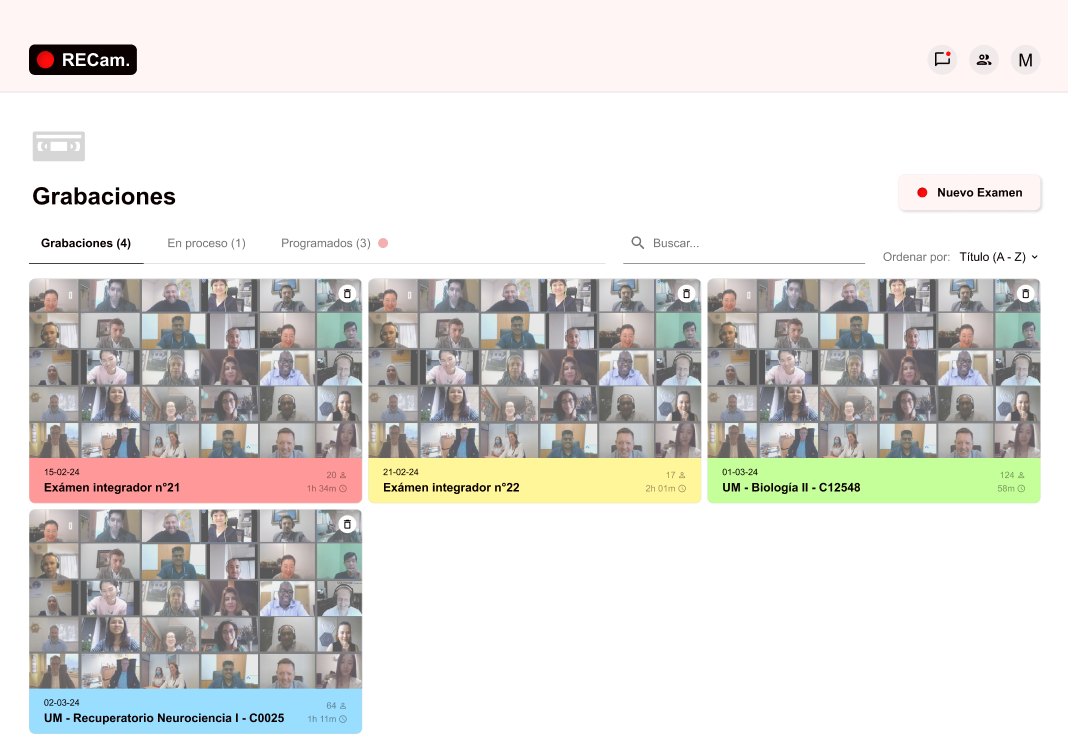 RECam.
M
Grabaciones
Nuevo Examen
Grabaciones (4)
En proceso (1)
Programados (3)
Buscar...
Ordenar por: Título (A - Z)
15-02-24
20
Exámen integrador n°21
1h 34m
21-02-24
17
Exámen integrador n°22
2h 01m
01-03-24
124
UM - Biología II - C12548
58m
02-03-24
64
UM - Recuperatorio Neurociencia I - C0025
1h 11m